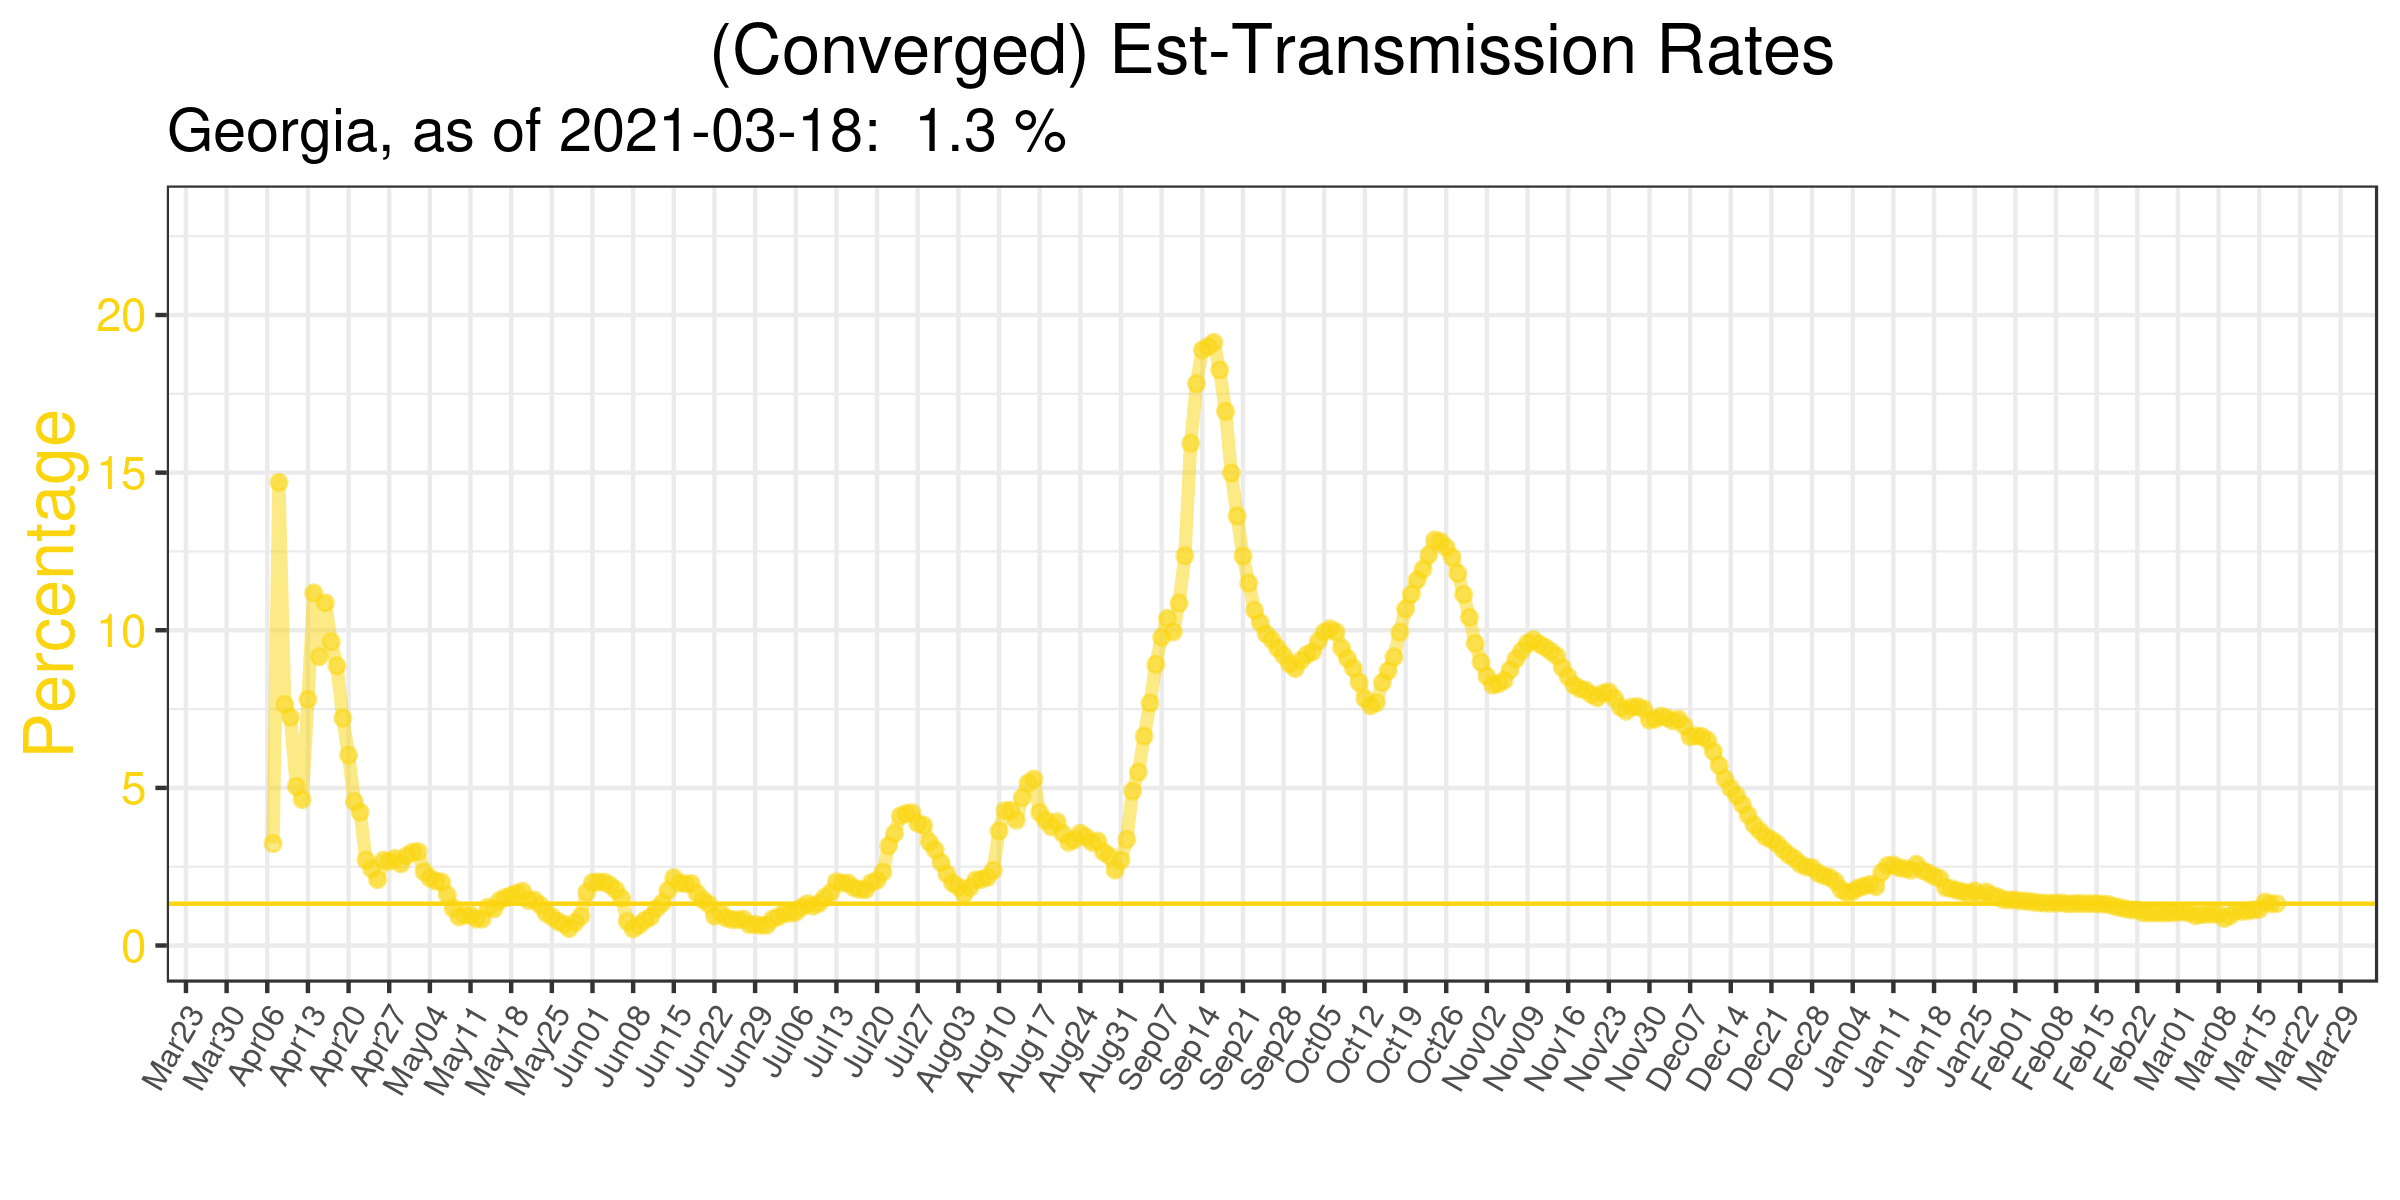 (Converged) Est-Transmission Rates
Georgia, as of 2021-03-18:  1.3 %
Percentage
20
15
10
5
0
Mar23
Mar30
Apr06
Apr13
Apr20
Apr27
May04
May11
May18
May25
Jun01
Jun08
Jun15
Jun22
Jun29
Jul06
Jul13
Jul20
Jul27
Aug03
Aug10
Aug17
Aug24
Aug31
Sep07
Sep14
Sep21
Sep28
Oct05
Oct12
Oct19
Oct26
Nov02
Nov09
Nov16
Nov23
Nov30
Dec07
Dec14
Dec21
Dec28
Jan04
Jan11
Jan18
Jan25
Feb01
Feb08
Feb15
Feb22
Mar01
Mar08
Mar15
Mar22
Mar29